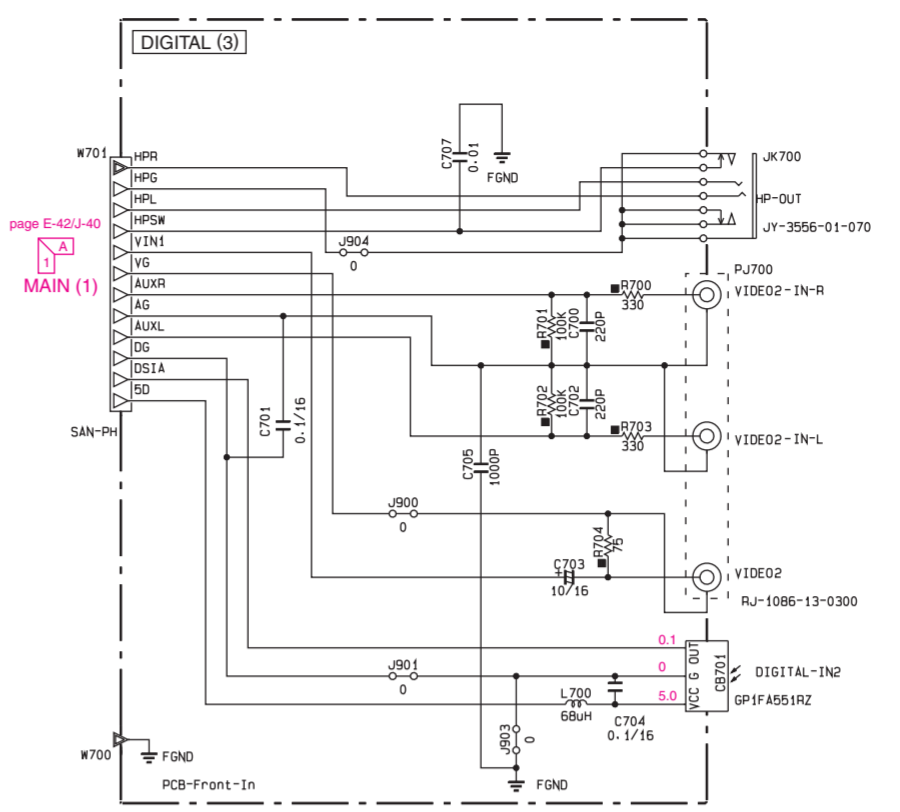 DIGITAL (3)
W701
HPR
HPG
HPL
HPSW
VIN1
VG
AUXR
AG
AUXL
DG
DSIA
5D
SAN-PH
page E-42/J-40
A
1
MAIN (1)
C707
0.01
FGND
J904
0
JK700
HP-OUT
JY-3556-01-070
PJ700
VIDEO2-IN-R
R700
330
R701
100K
C700
220P
R702
100K
C702
220P
R703
330
VIDEO2-IN-L
C701
0.1/16
C705
1000P
J900
0
R704
75
C703
+
10/16
VIDEO2
RJ-1086-13-0300
0.1
0
5.0
OUT
G
VCC
CB701
DIGITAL-IN2
GP1FA551RZ
J901
0
L700
68uH
C704
0.1/16
J903
0
FGND
W700
FGND
PCB-Front-In